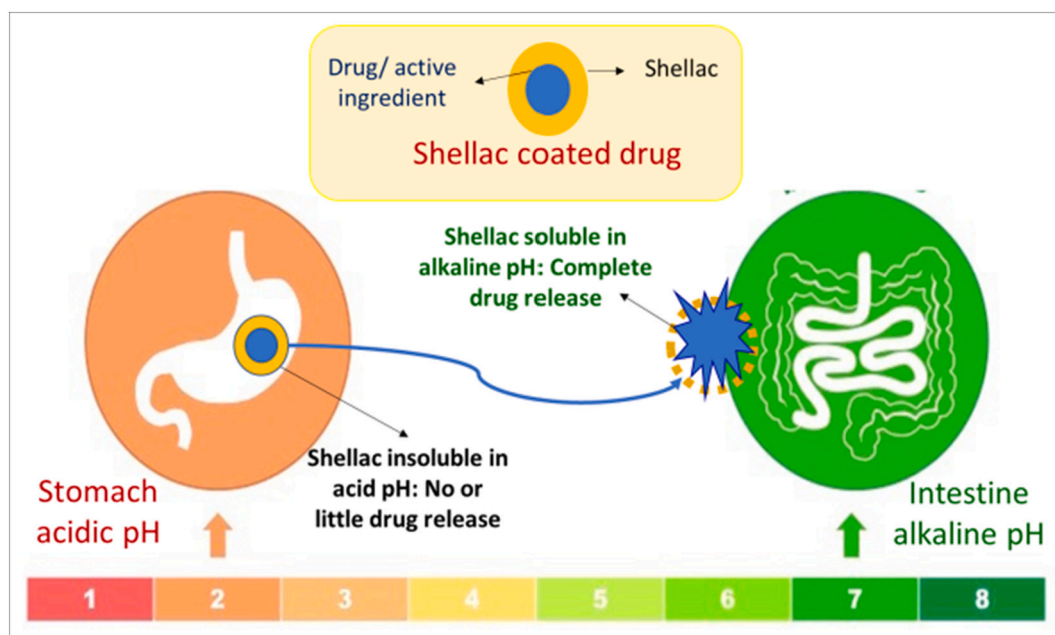 Drug/ active
ingredient
Shellac
Shellac coated drug
Shellac soluble in
alkaline pH: Complete
drug release
Shellac insoluble in
acid pH: No or
little drug release
Stomach
acidic pH
Intestine
alkaline pH
1 2 3 4 5 6 7 8